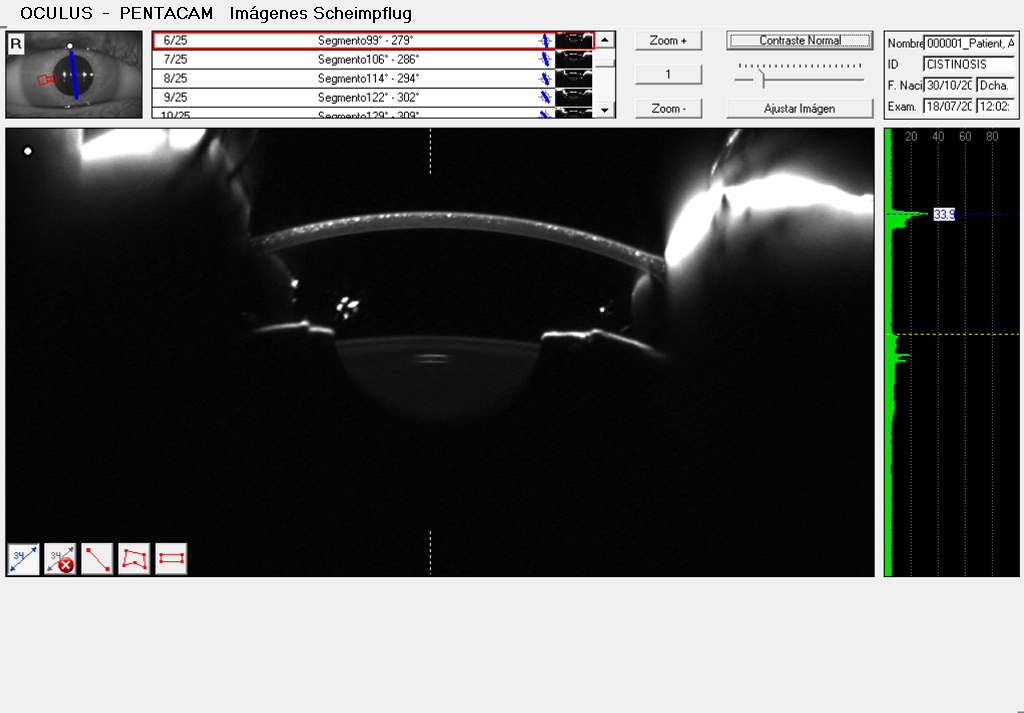 OCULUS - PENTACAM Imágenes Scheimpflug
R
6/25 Segmento99° - 279°
7/25 Segmento106° - 286°
8/25 Segmento114° - 294°
9/25 Segmento122° - 302°
10/25 Segmento129° - 309°
Zoom +
1
Zoom -
Contraste Normal
Ajustar Imágen
Nombre 000001_Patient, A
ID CISTINOSIS
F. Naci 30/10/20 Dcha.
Exam. 18/07/20 12:02:
20 40 60 80
33.9
34
34